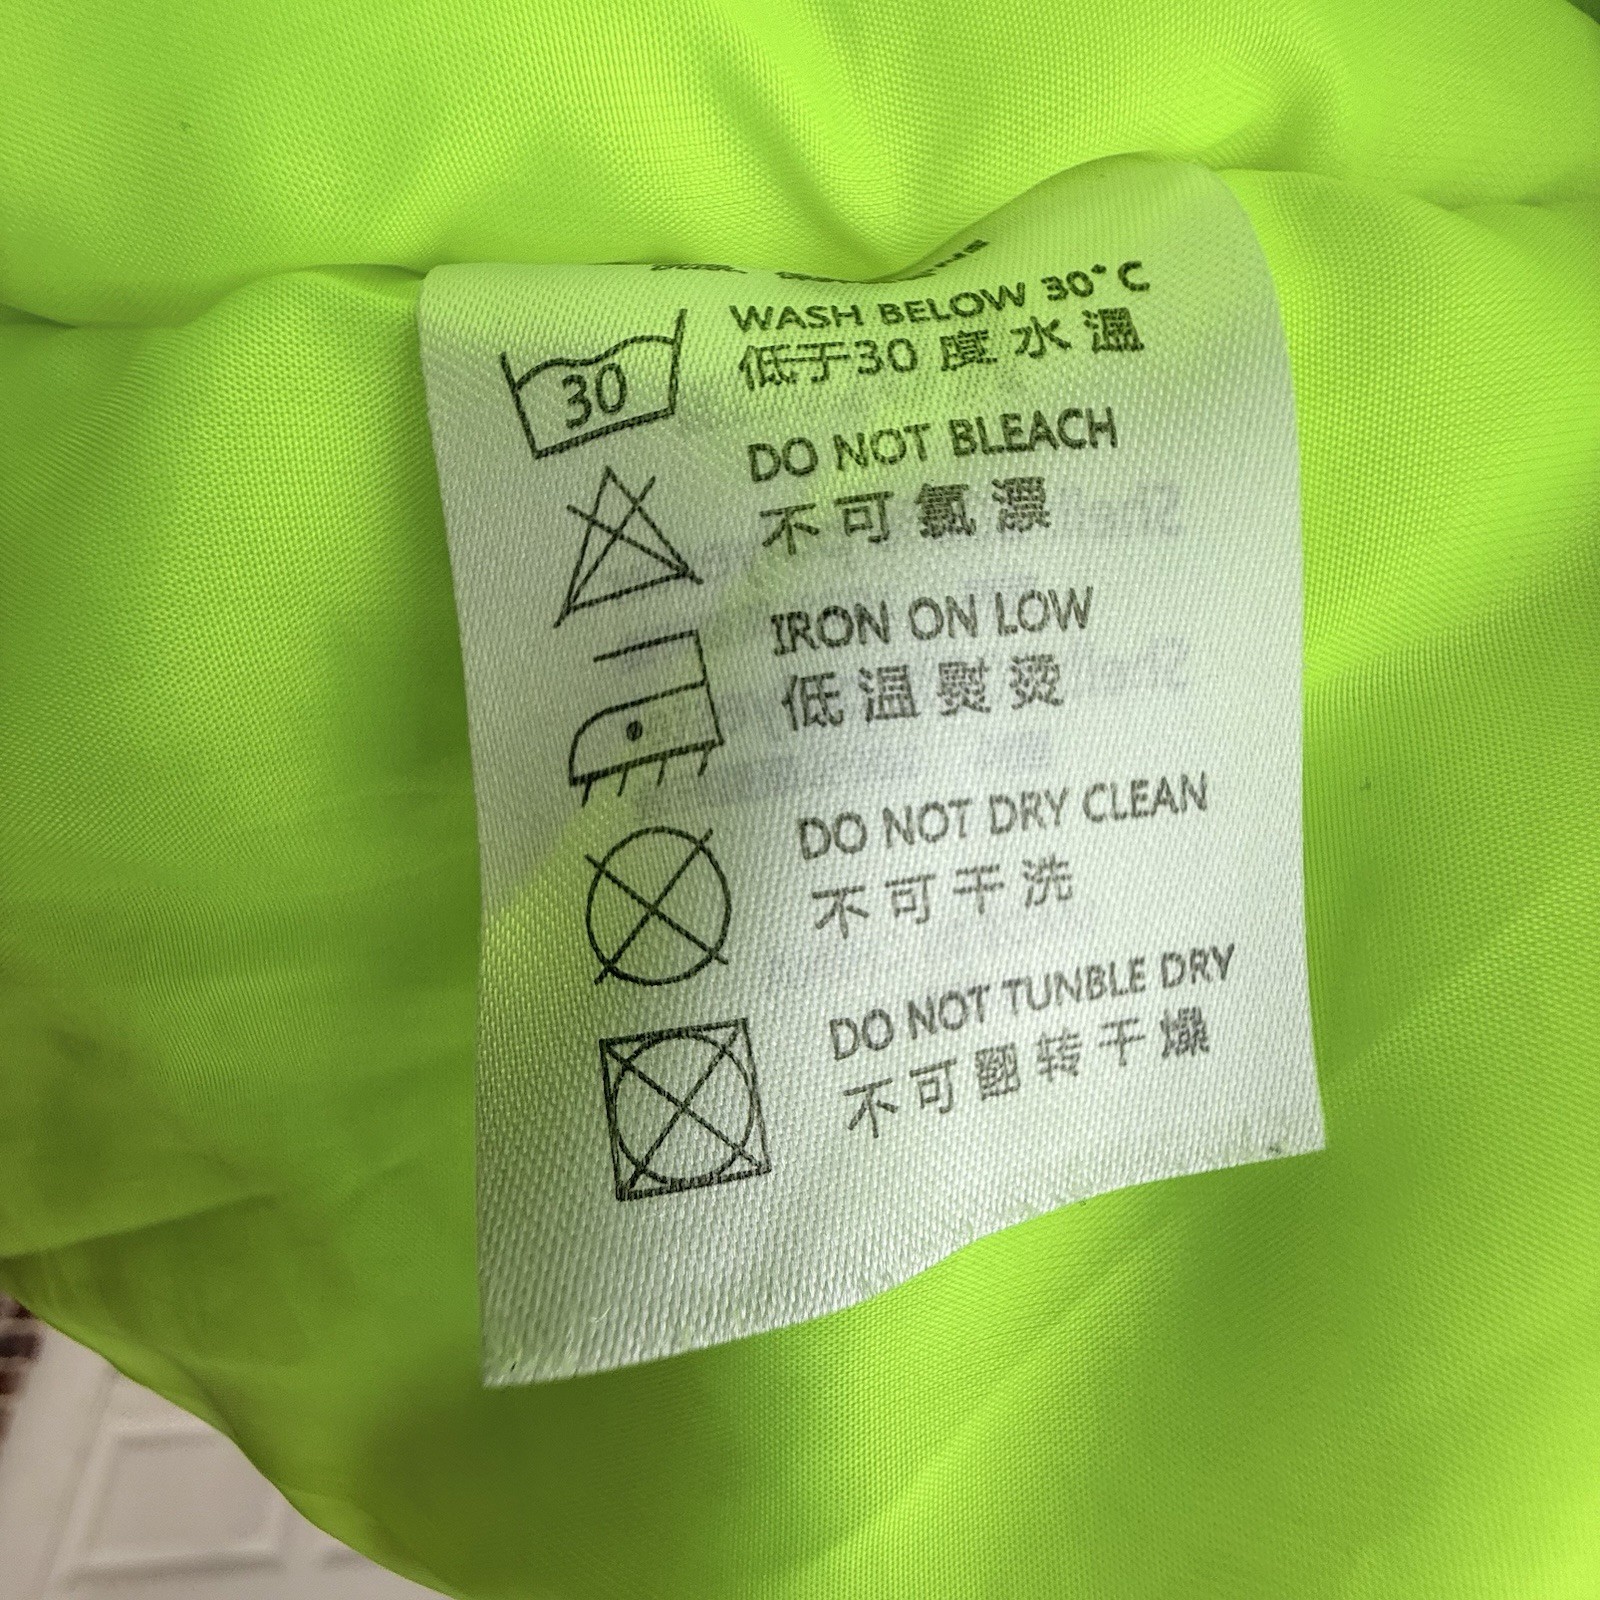 WASH BELOW 30°C
30
低于30度水温
DO NOT BLEACH
不可氯漂
IRON ON LOW
低温熨烫
DO NOT DRY CLEAN
不可干洗
DO NOT TUNBLE DRY
不可翻转干燥